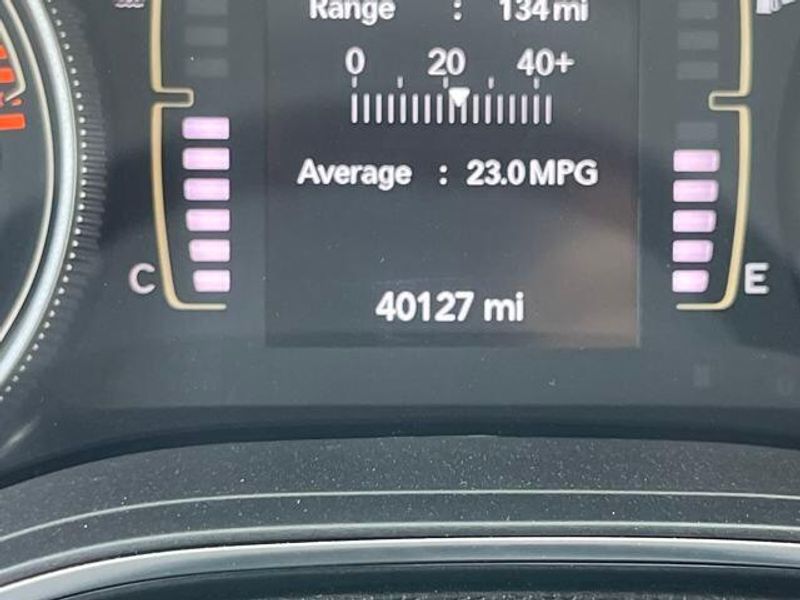 Range : 134 mi
0 20 40+
Average : 23.0 MPG
C
E
40127 mi